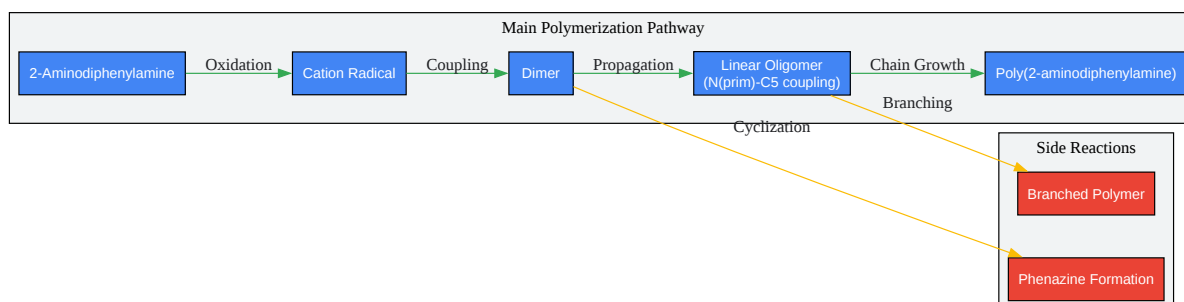 Main Polymerization Pathway
2-Aminodiphenylamine
Oxidation
Cation Radical
Coupling
Dimer
Propagation
Linear Oligomer
(N(prim)-C5 coupling)
Chain Growth
Poly(2-aminodiphenylamine)
Branching
Cyclization
Side Reactions
Branched Polymer
Phenazine Formation